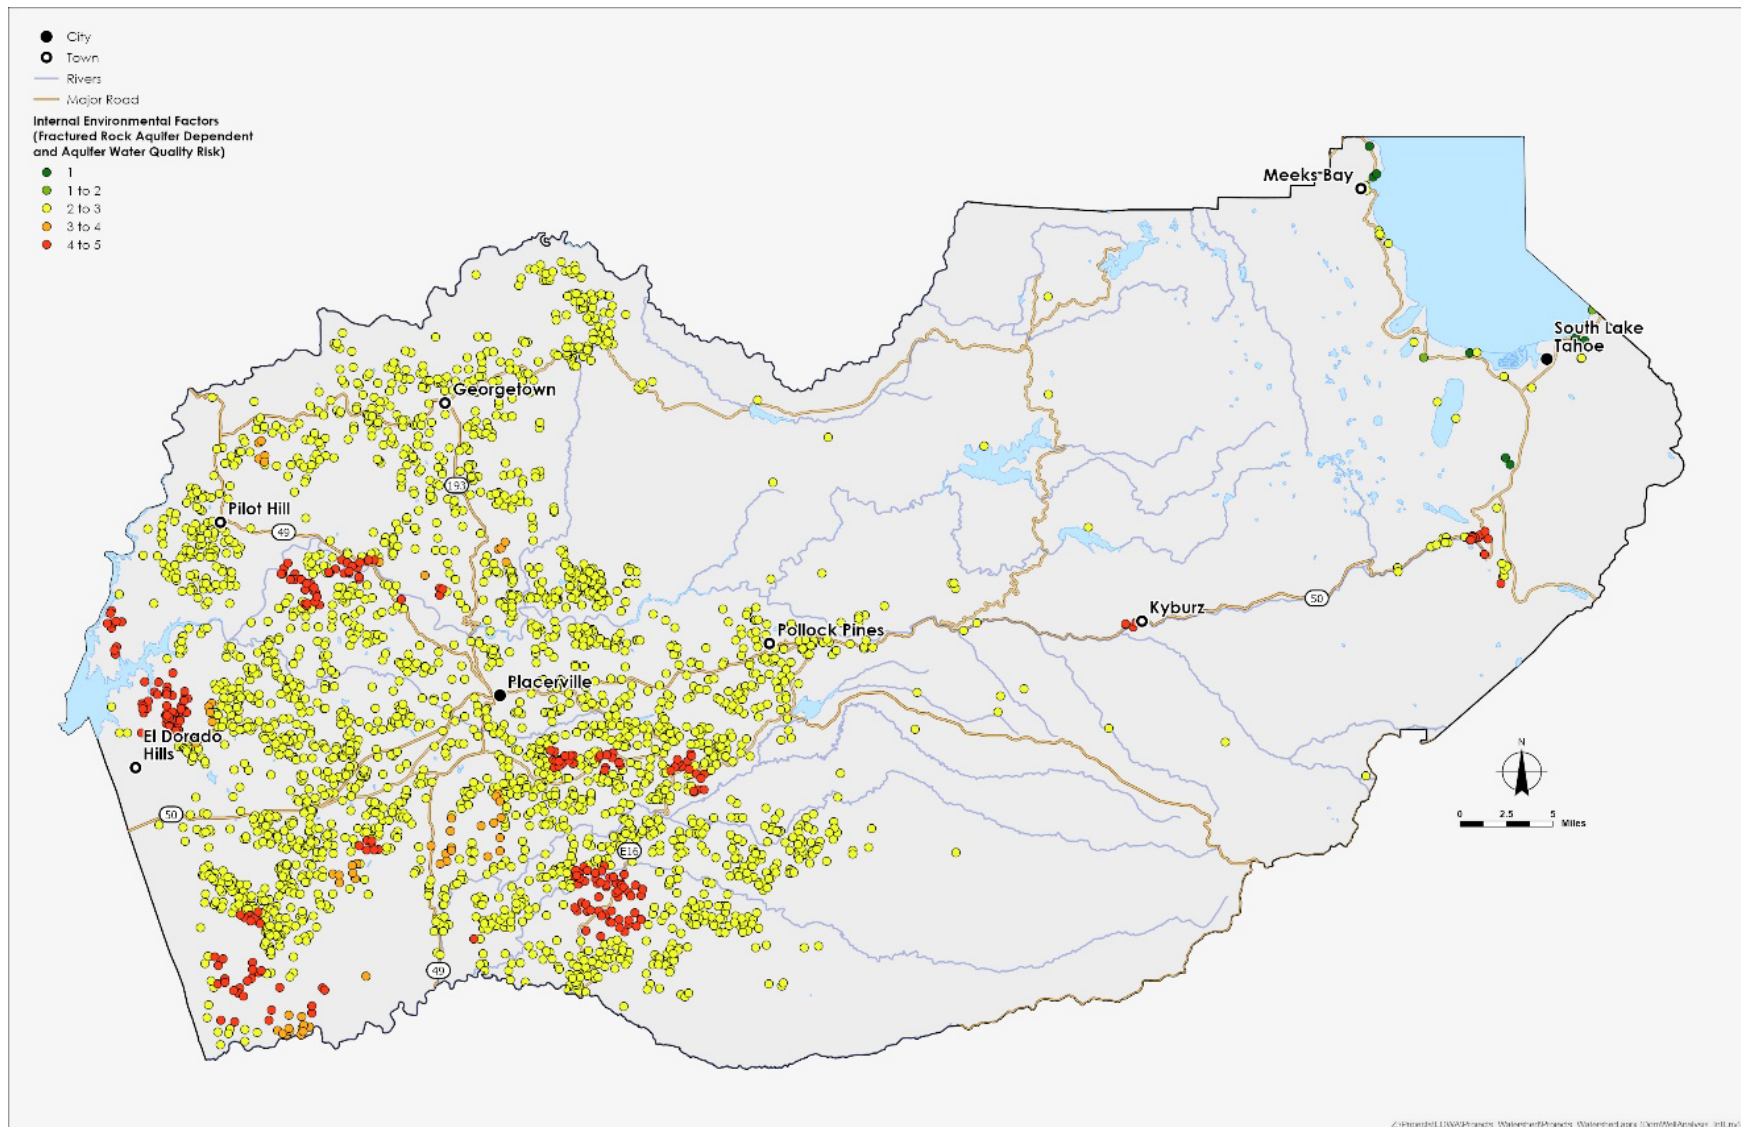 City
Town
Rivers
Major Road
Internal Environmental Factors
(Fractured Rock Aquifer Dependent
and Aquifer Water Quality Risk)
1
1 to 2
2 to 3
3 to 4
4 to 5
Meeks Bay
South Lake
Tahoe
Georgetown
193
Pilot Hill
49
Kyburz
50
Pollock Pines
Placerville
El Dorado
Hills
N
50
0 2.5 5
Miles
E16
49